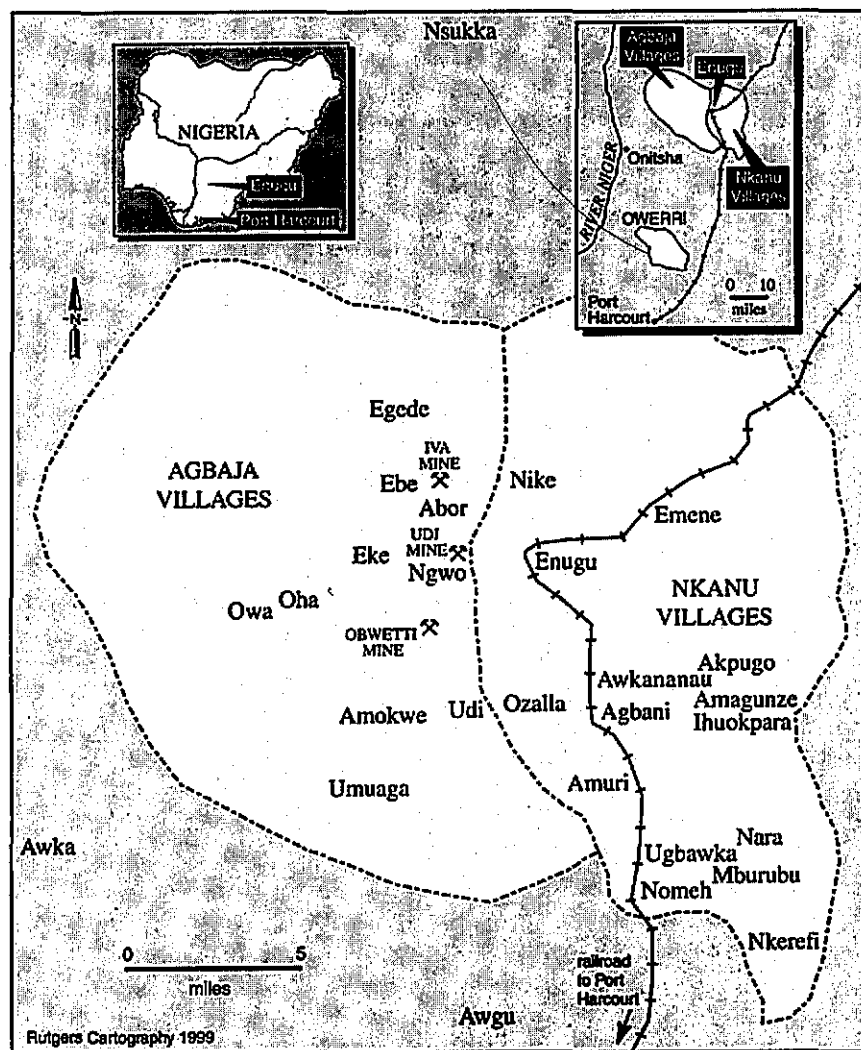 Nsukka
NIGERIA
Enugu
Port Harcourt
Agbaja
Villages
Enugu
Onitsha
Nkanu
Villages
RIVER NIGER
OWERRI
Port
Harcourt
0 10
miles
N
Egede
IVA
MINE
AGBAJA
VILLAGES
Ebe
Nike
Abor
Emene
UDI
MINE
Eke
Enugu
Ngwo
NKANU
VILLAGES
Owa
Oha
OBWETTI
MINE
Akpugo
Awkananau
Amokwe
Udi
Ozalla
Agbani
Amagunze
Ihuokpara
Umuaga
Amuri
Awka
Nara
Ugbawka
Mburubu
Nomeh
Nkerefi
0 5
miles
railroad
to Port
Harcourt
Awgu
Rutgers Cartography 1999